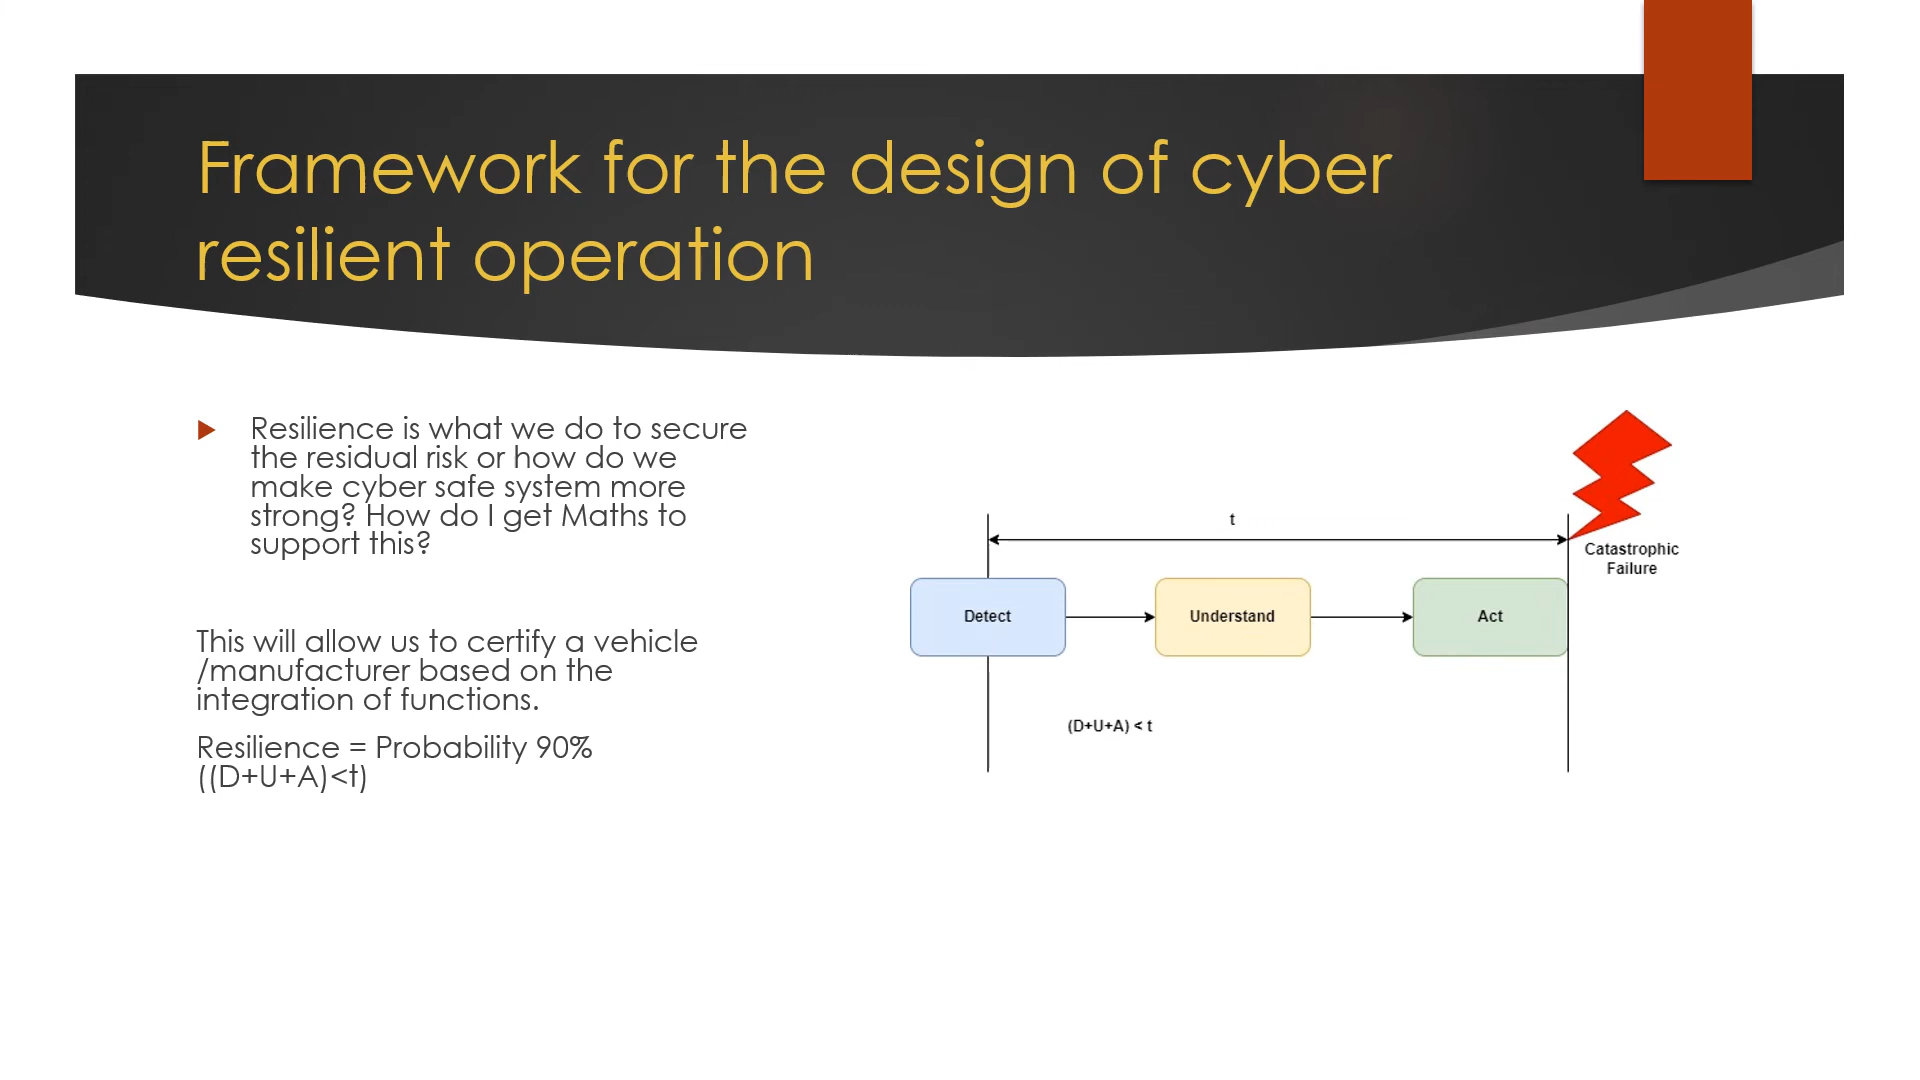 Framework for the design of cyber
resilient operation
Resilience is what we do to secure
the residual risk or how do we
make cyber safe system more
strong? How do I get Maths to
support this?
This will allow us to certify a vehicle
/manufacturer based on the
integration of functions.
Resilience = Probability 90%
((D+U+A)<t)
t
Catastrophic
Failure
Detect
Understand
Act
(D+U+A) < t